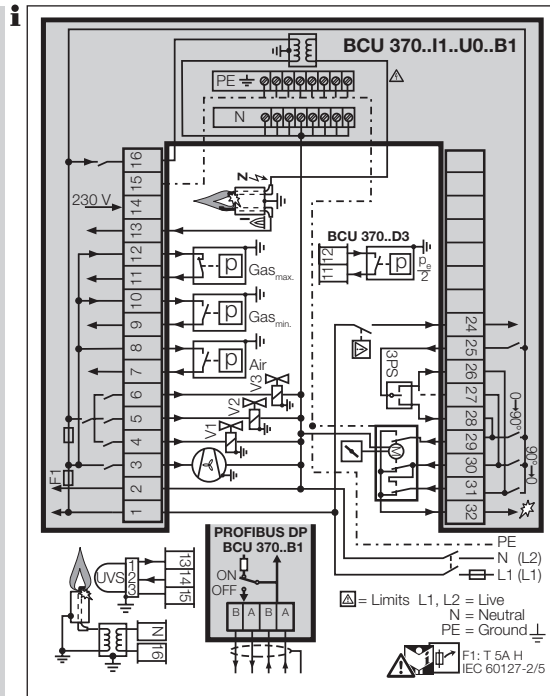 i
BCU 370..I1..U0..B1
PE
N
16
15
230 V
14
13
12
11
10
9
8
7
6
5
4
3
2
1
F1
Gas max.
Gas min.
Air
p
p
p
V3
V2
V1
M
BCU 370..D3
12
11
p
pe
2
3PS
24
25
26
27
28
29
30
31
32
0→90°
90°→0
PROFIBUS DP
BCU 370..B1
ON
OFF
B A B A
UVS
1
2
3
13
14
15
N
16
PE
N (L2)
L1 (L1)
= Limits L1, L2 = Live
N = Neutral
PE = Ground
F1: T 5A H
IEC 60127-2/5